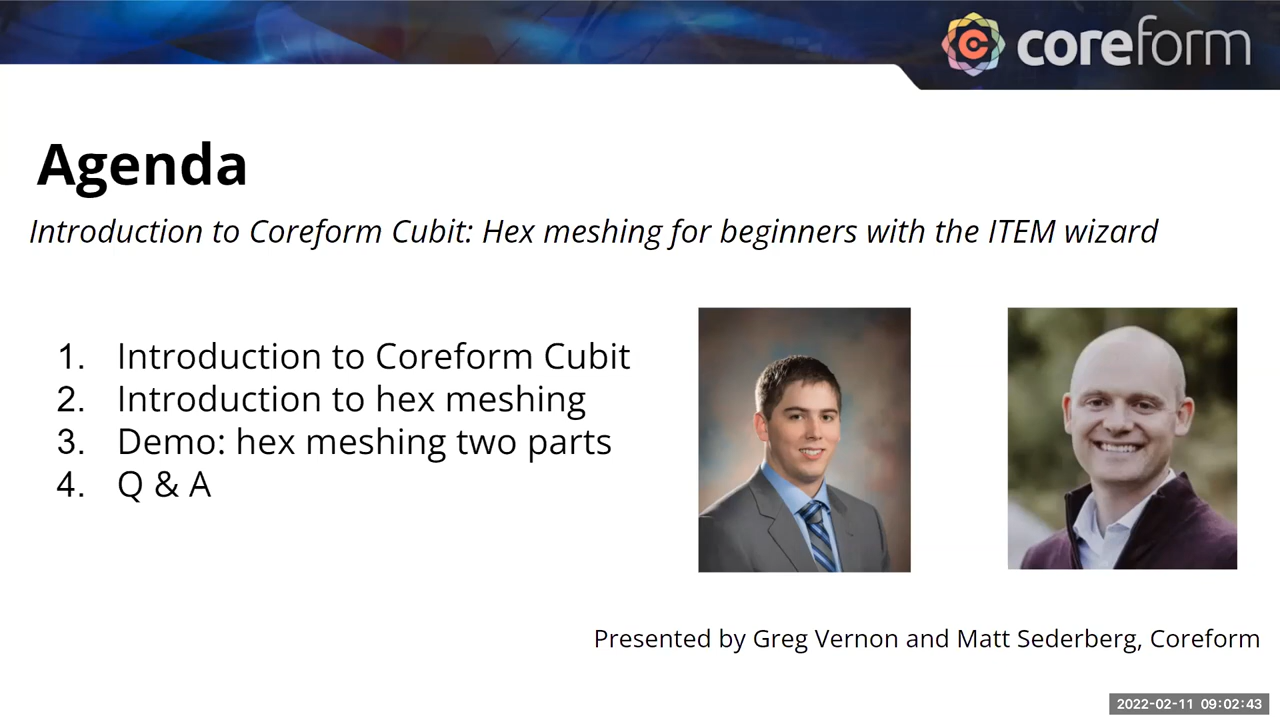 coreform
Agenda
Introduction to Coreform Cubit: Hex meshing for beginners with the ITEM wizard
1. Introduction to Coreform Cubit
2. Introduction to hex meshing
3. Demo: hex meshing two parts
4. Q & A
Presented by Greg Vernon and Matt Sederberg, Coreform
2022-02-11 09:02:43